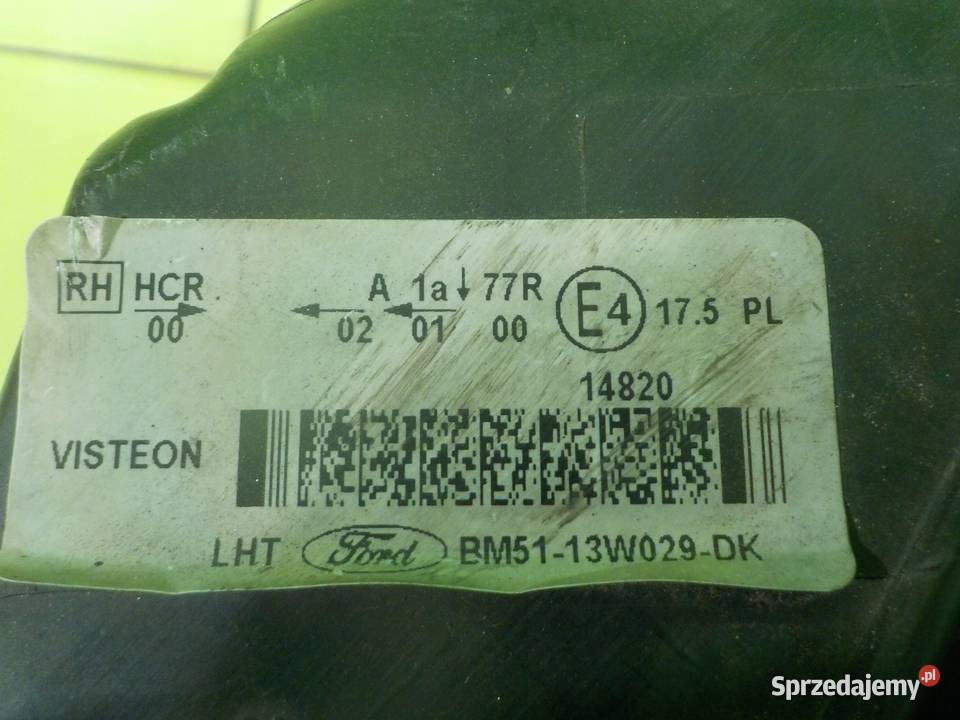 RH HCR A 1a 77R E4 17.5 PL
00 02 01 00
14820
VISTEON
LHT Ford BM51-13W029-DK
Sprzedajemy.pl